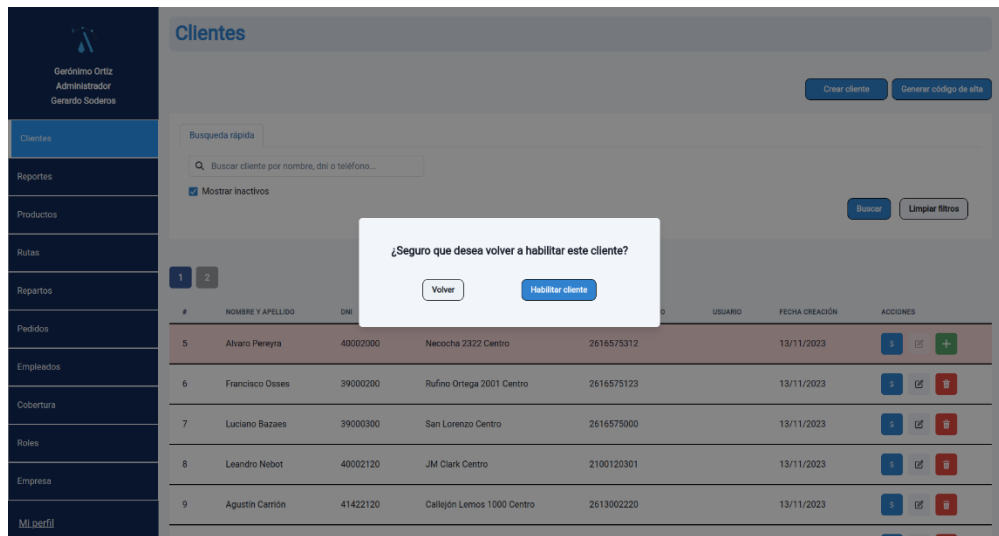 Gerónimo Ortiz
Administrador
Gerardo Soderos
Clientes
Reportes
Productos
Rutas
Repartos
Pedidos
Empleados
Cobertura
Roles
Empresa
Mi perfil
Clientes
Crear cliente Generar código de alta
Busqueda rápida
Buscar cliente por nombre, dni o teléfono...
Mostrar inactivos
Buscar Limpiar filtros
¿Seguro que desea volver a habilitar este cliente?
Volver Habilitar cliente
1 2
# NOMBRE Y APELLIDO DNI USUARIO FECHA CREACIÓN ACCIONES
5 Alvaro Pereyra 40002000 Necocha 2322 Centro 2616575312 13/11/2023 $ +
6 Francisco Osses 39000200 Rufino Ortega 2001 Centro 2616575123 13/11/2023 $
7 Luciano Bazaes 39000300 San Lorenzo Centro 2616575000 13/11/2023 $
8 Leandro Nebot 40002120 JM Clark Centro 2100120301 13/11/2023 $
9 Agustín Carrión 41422120 Callejón Lemos 1000 Centro 2613002220 13/11/2023 $